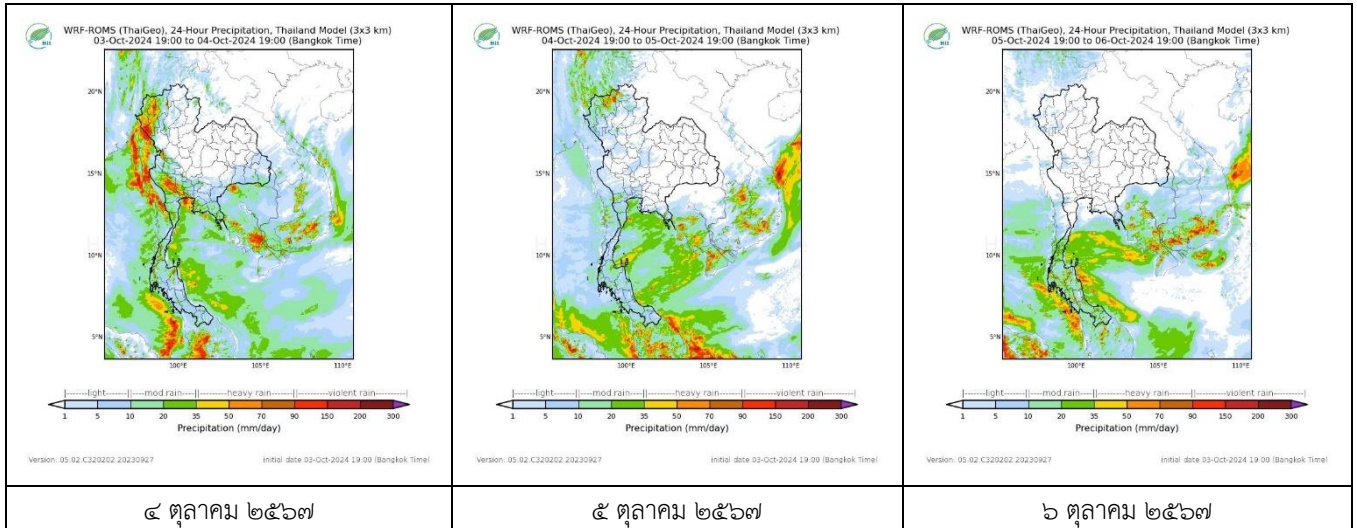 HII
WRF-ROMS (ThaiGeo), 24-Hour Precipitation, Thailand Model (3x3 km)
03-Oct-2024 19:00 to 04-Oct-2024 19:00 (Bangkok Time)
20°N
15°N
10°N
5°N
100°E 105°E 110°E
light mod rain heavy rain violent rain
1 5 10 20 35 50 70 90 150 200 300
Precipitation (mm/day)
Version: 05.02.C320202.20230927 initial date 03-Oct-2024 19:00 (Bangkok Time)
๔ ตุลาคม ๒๕๖๗
HII
WRF-ROMS (ThaiGeo), 24-Hour Precipitation, Thailand Model (3x3 km)
04-Oct-2024 19:00 to 05-Oct-2024 19:00 (Bangkok Time)
20°N
15°N
10°N
5°N
100°E 105°E 110°E
light mod rain heavy rain violent rain
1 5 10 20 35 50 70 90 150 200 300
Precipitation (mm/day)
Version: 05.02.C320202.20230927 initial date 03-Oct-2024 19:00 (Bangkok Time)
๕ ตุลาคม ๒๕๖๗
HII
WRF-ROMS (ThaiGeo), 24-Hour Precipitation, Thailand Model (3x3 km)
05-Oct-2024 19:00 to 06-Oct-2024 19:00 (Bangkok Time)
20°N
15°N
10°N
5°N
100°E 105°E 110°E
light mod rain heavy rain violent rain
1 5 10 20 35 50 70 90 150 200 300
Precipitation (mm/day)
Version: 05.02.C320202.20230927 initial date 03-Oct-2024 19:00 (Bangkok Time)
๖ ตุลาคม ๒๕๖๗